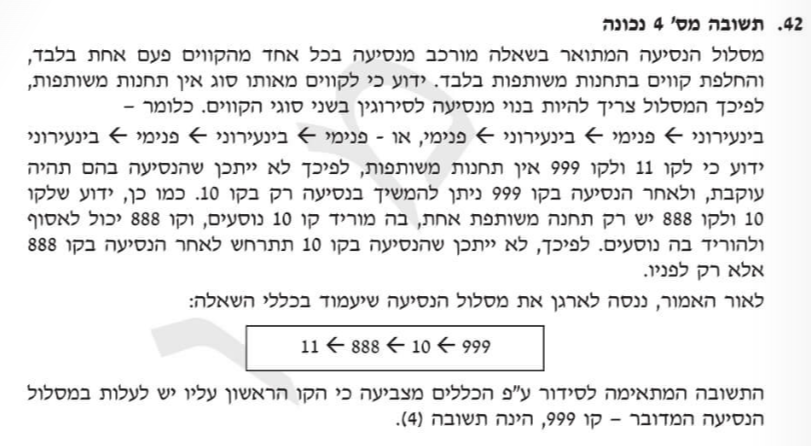 42. תשובה מס' 4 נכונה
מסלול הנסיעה המתואר בשאלה מורכב מנסיעה בכל אחד מהקווים פעם אחת בלבד,
והחלפת קווים בתחנות משותפות בלבד. ידוע כי לקווים מאותו סוג אין תחנות משותפות,
לפיכך המסלול צריך להיות בנוי מנסיעה לסירוגין בשני סוגי הקווים. כלומר –
בינעירוני ← פנימי ← בינעירוני ← פנימי, או - פנימי ← בינעירוני ← פנימי ← בינעירוני
ידוע כי לקו 11 ולקו 999 אין תחנות משותפות, לפיכך לא ייתכן שהנסיעה בהם תהיה
עוקבת, ולאחר הנסיעה בקו 999 ניתן להמשיך בנסיעה רק בקו 10. כמו כן, ידוע שלקו
10 ולקו 888 יש רק תחנה משותפת אחת, בה מוריד קו 10 נוסעים, וקו 888 יכול לאסוף
ולהוריד בה נוסעים. לפיכך, לא ייתכן שהנסיעה בקו 10 תתרחש לאחר הנסיעה בקו 888
אלא רק לפניו.
לאור האמור, ננסה לארגן את מסלול הנסיעה שיעמוד בכללי השאלה:
999 ← 10 ← 888 ← 11
התשובה המתאימה לסידור ע"פ הכללים מצביעה כי הקו הראשון עליו יש לעלות במסלול
הנסיעה המדובר – קו 999, הינה תשובה (4).